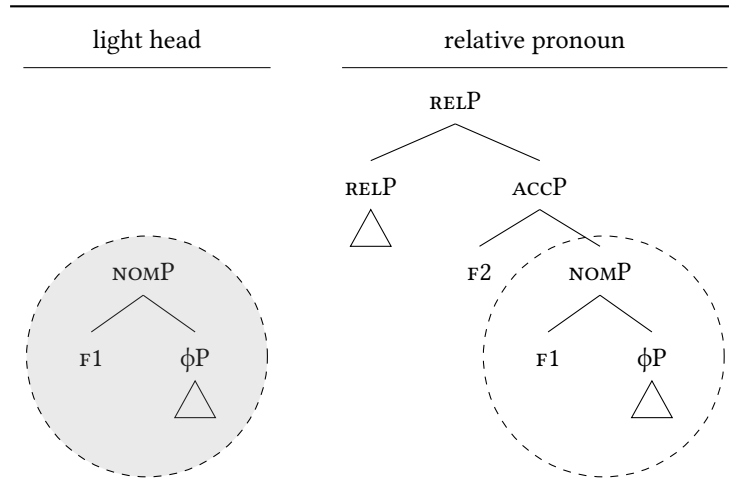 light head relative pronoun
RELP
RELP ACCP
NOMP F2 NOMP
F1 ϕP F1 ϕP